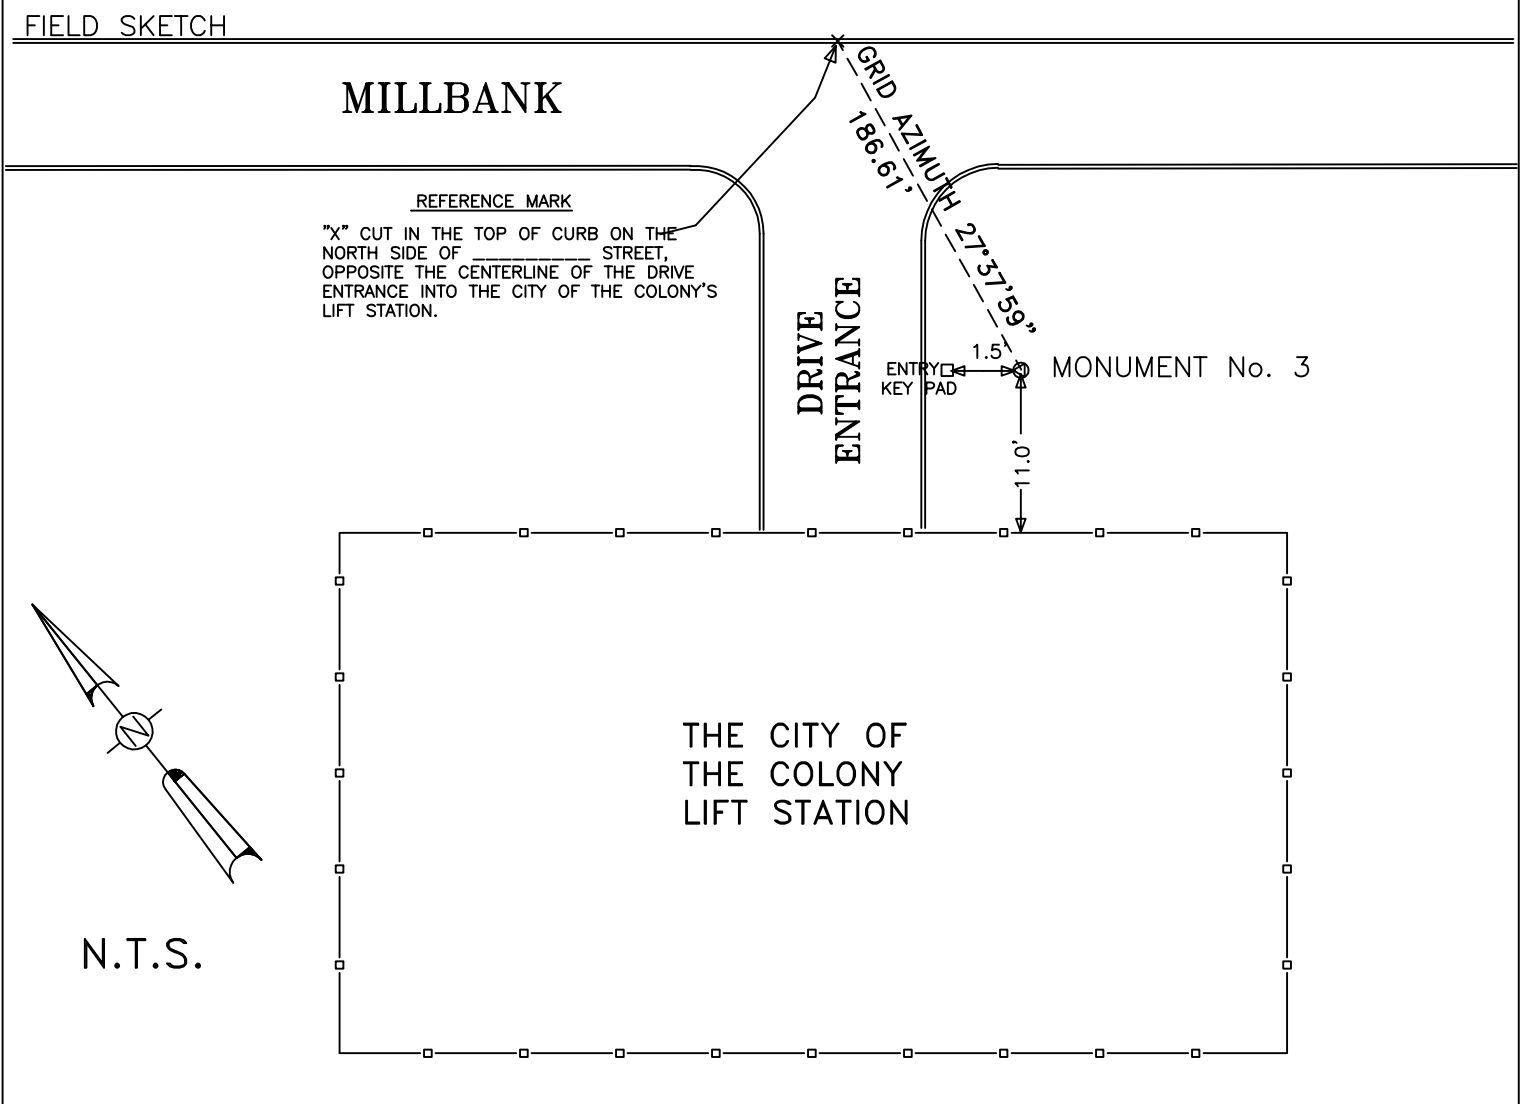 FIELD SKETCH
MILLBANK
GRID AZIMUTH 27°37'59"
186.61'
REFERENCE MARK
"X" CUT IN THE TOP OF CURB ON THE
NORTH SIDE OF __________ STREET,
OPPOSITE THE CENTERLINE OF THE DRIVE
ENTRANCE INTO THE CITY OF THE COLONY'S
LIFT STATION.
DRIVE
ENTRANCE
1.5'
ENTRY
KEY PAD
MONUMENT No. 3
11.0'
N
THE CITY OF
THE COLONY
LIFT STATION
N.T.S.